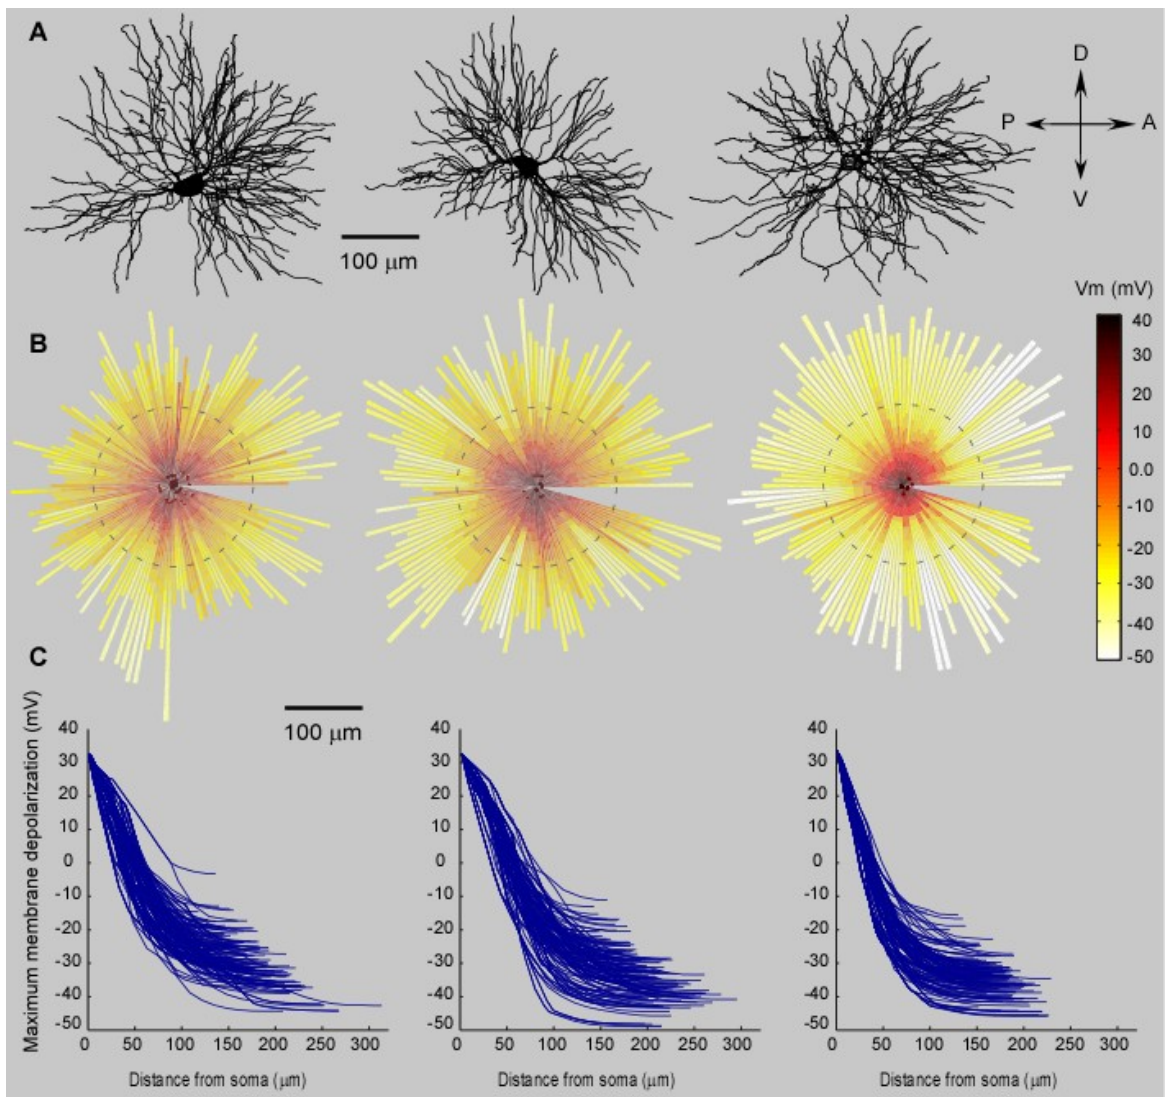 A
D
P A
V
100 μm
Vm (mV)
B
40
30
20
10
0.0
-10
-20
-30
-40
-50
C
100 μm
Maximum membrane depolarization (mV)
40
30
20
10
0
-10
-20
-30
-40
-50
0 50 100 150 200 250 300
Distance from soma (μm)
40
30
20
10
0
-10
-20
-30
-40
-50
0 50 100 150 200 250 300
Distance from soma (μm)
40
30
20
10
0
-10
-20
-30
-40
-50
0 50 100 150 200 250 300
Distance from soma (μm)